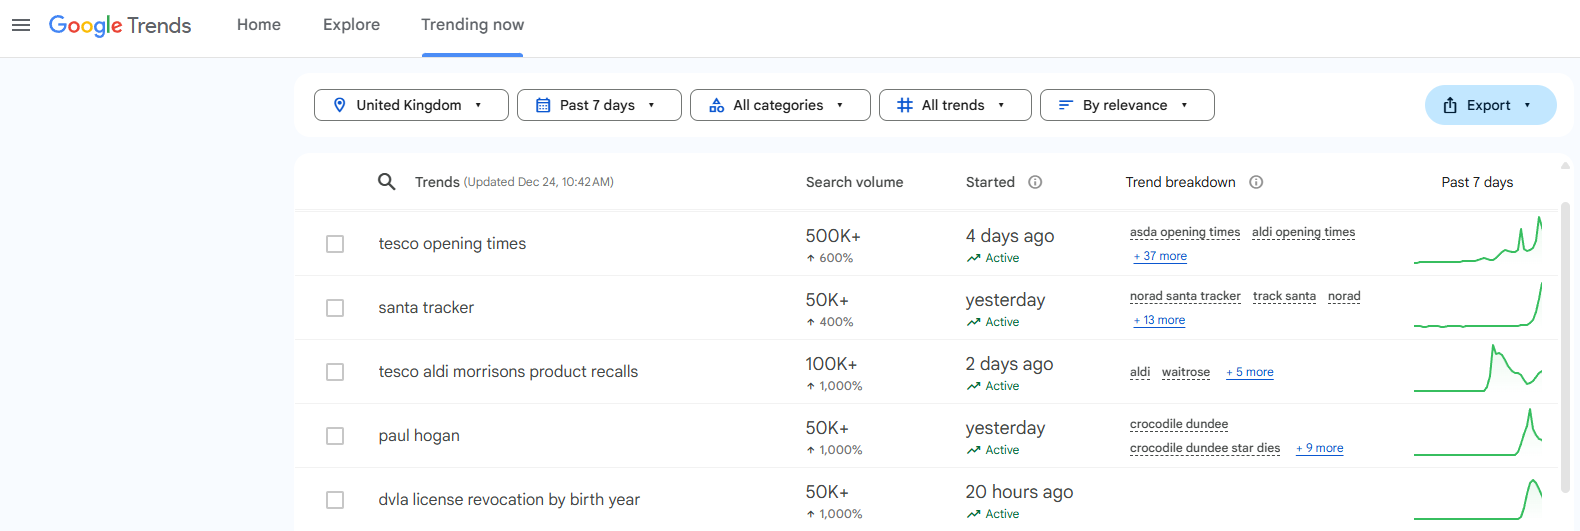 Google Trends Home Explore Trending now
United Kingdom Past 7 days All categories All trends By relevance Export
Trends (Updated Dec 24, 10:42 AM) Search volume Started Trend breakdown Past 7 days
tesco opening times 500K+ 4 days ago asda opening times aldi opening times
↑ 600% Active + 37 more
santa tracker 50K+ yesterday norad santa tracker track santa norad
↑ 400% Active + 13 more
tesco aldi morrisons product recalls 100K+ 2 days ago aldi waitrose + 5 more
↑ 1,000% Active
paul hogan 50K+ yesterday crocodile dundee
↑ 1,000% Active crocodile dundee star dies + 9 more
dvla license revocation by birth year 50K+ 20 hours ago
↑ 1,000% Active